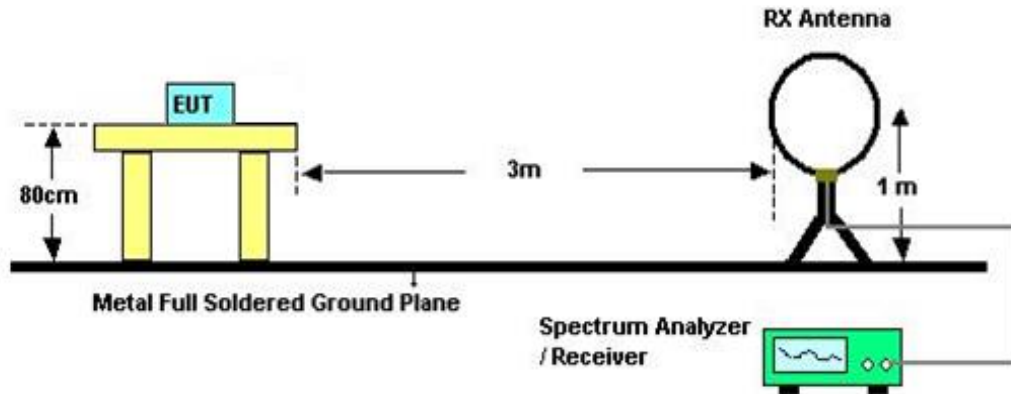 RX Antenna
EUT
80cm
3m
1 m
Metal Full Soldered Ground Plane
Spectrum Analyzer
/ Receiver